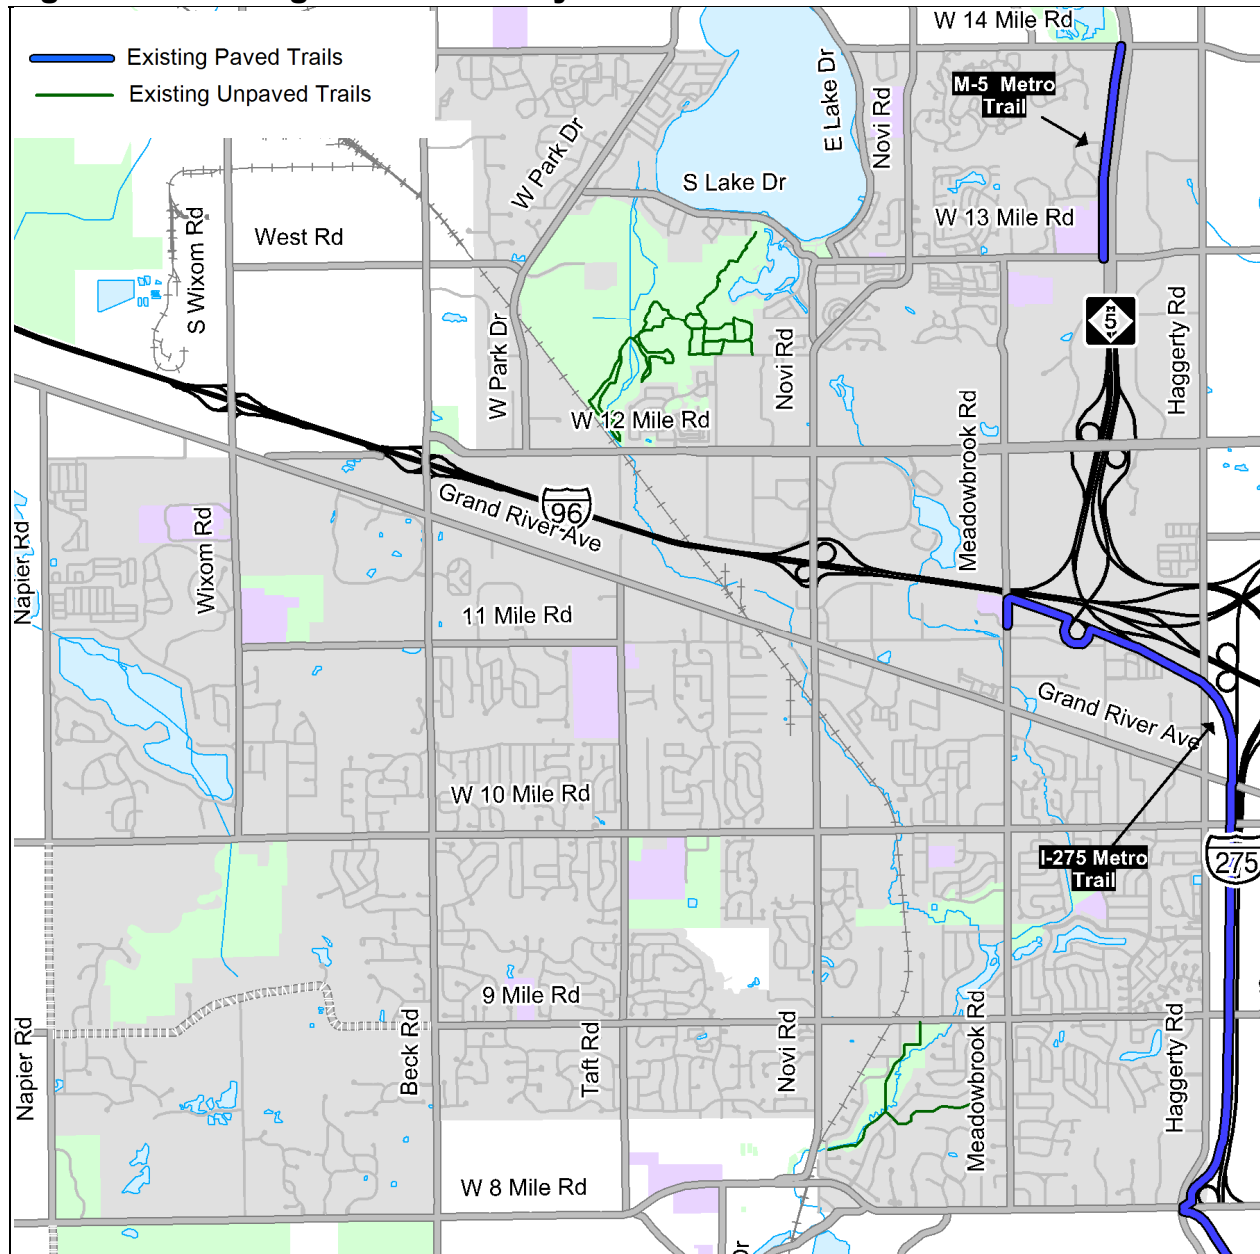 W 14 Mile Rd
Existing Paved Trails
Existing Unpaved Trails
M-5 Metro
Trail
E Lake Dr
Novi Rd
W Park Dr
S Lake Dr
W 13 Mile Rd
S Wixom Rd
West Rd
M
5
Haggerty Rd
W Park Dr
Novi Rd
W 12 Mile Rd
Meadowbrook Rd
Grand River Ave
96
Napier Rd
Wixom Rd
11 Mile Rd
Grand River Ave
W 10 Mile Rd
I-275 Metro
Trail
275
9 Mile Rd
Napier Rd
Beck Rd
Taft Rd
Novi Rd
Meadowbrook Rd
Haggerty Rd
W 8 Mile Rd
Dr